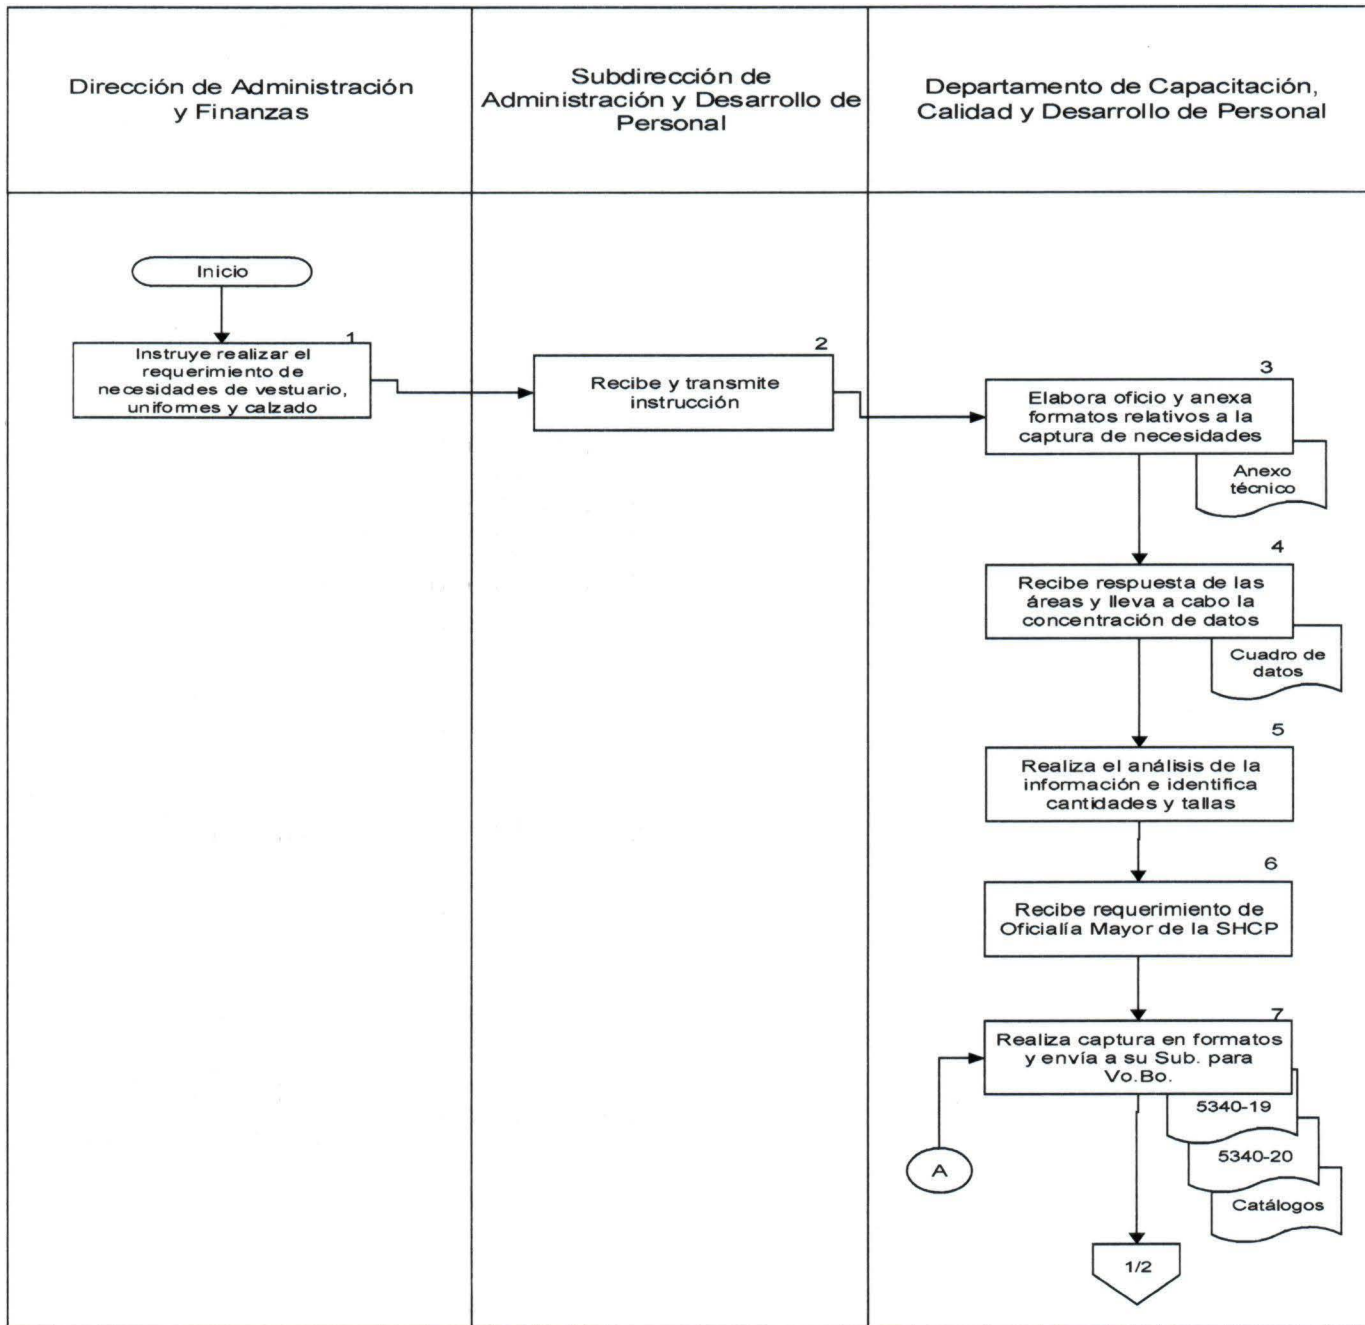 Dirección de Administración
y Finanzas
Subdirección de
Administración y Desarrollo de
Personal
Departamento de Capacitación,
Calidad y Desarrollo de Personal
Inicio
1
Instruye realizar el
requerimiento de
necesidades de vestuario,
uniformes y calzado
2
Recibe y transmite
instrucción
3
Elabora oficio y anexa
formatos relativos a la
captura de necesidades
Anexo
técnico
4
Recibe respuesta de las
áreas y lleva a cabo la
concentración de datos
Cuadro de
datos
5
Realiza el análisis de la
información e identifica
cantidades y tallas
6
Recibe requerimiento de
Oficialía Mayor de la SHCP
7
Realiza captura en formatos
y envía a su Sub. para
Vo.Bo.
5340-19
5340-20
Catálogos
A
1/2